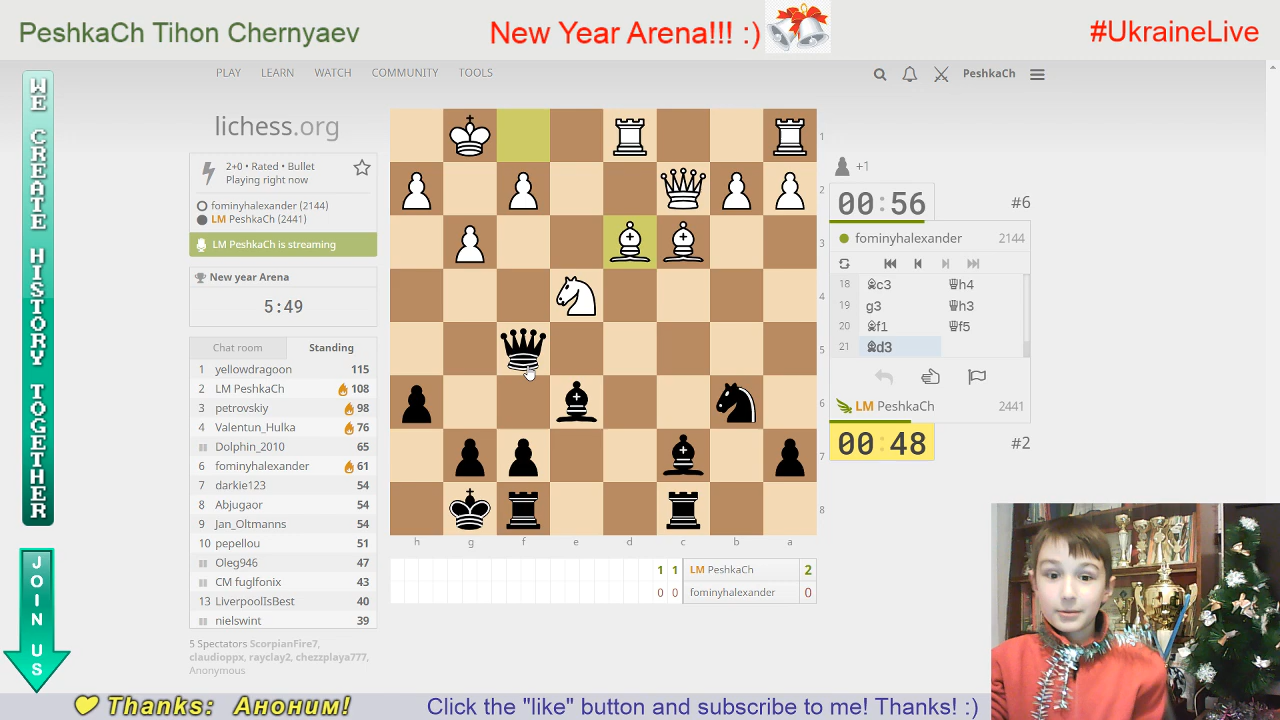 PeshkaCh Tihon Chernyaev
New Year Arena!!! :)
#UkraineLive
WE CREATE HISTORY TOGETHER
JOIN US
PLAY LEARN WATCH COMMUNITY TOOLS
PeshkaCh
lichess.org
2+0 • Rated • Bullet
Playing right now
fominyhalexander (2144)
LM PeshkaCh (2441)
LM PeshkaCh is streaming
New year Arena
5:49
Chat room Standing
1 yellowdragoon 115
2 LM PeshkaCh 108
3 petrovskiy 98
4 Valentun_Hulka 76
Dolphin_2010 65
6 fominyhalexander 61
7 darkie123 54
8 Abjugaor 54
9 Jan_Oltmanns 54
10 pepellou 51
Oleg946 47
CM fuglfonix 43
13 LiverpoolIsBest 40
nielswint 39
5 Spectators ScorpianFire7,
claudioppx, rayclay2, chezzplaya777,
Anonymous
1
2
3
4
5
6
7
8
h g f e d c b a
1 1 LM PeshkaCh 2
0 0 fominyhalexander 0
+1
00:56 #6
fominyhalexander 2144
18 ♝c3 ♛h4
19 g3 ♛h3
20 ♝f1 ♛f5
21 ♝d3
LM PeshkaCh 2441
00:48 #2
Thanks: Аноним!
Click the "like" button and subscribe to me! Thanks! :)